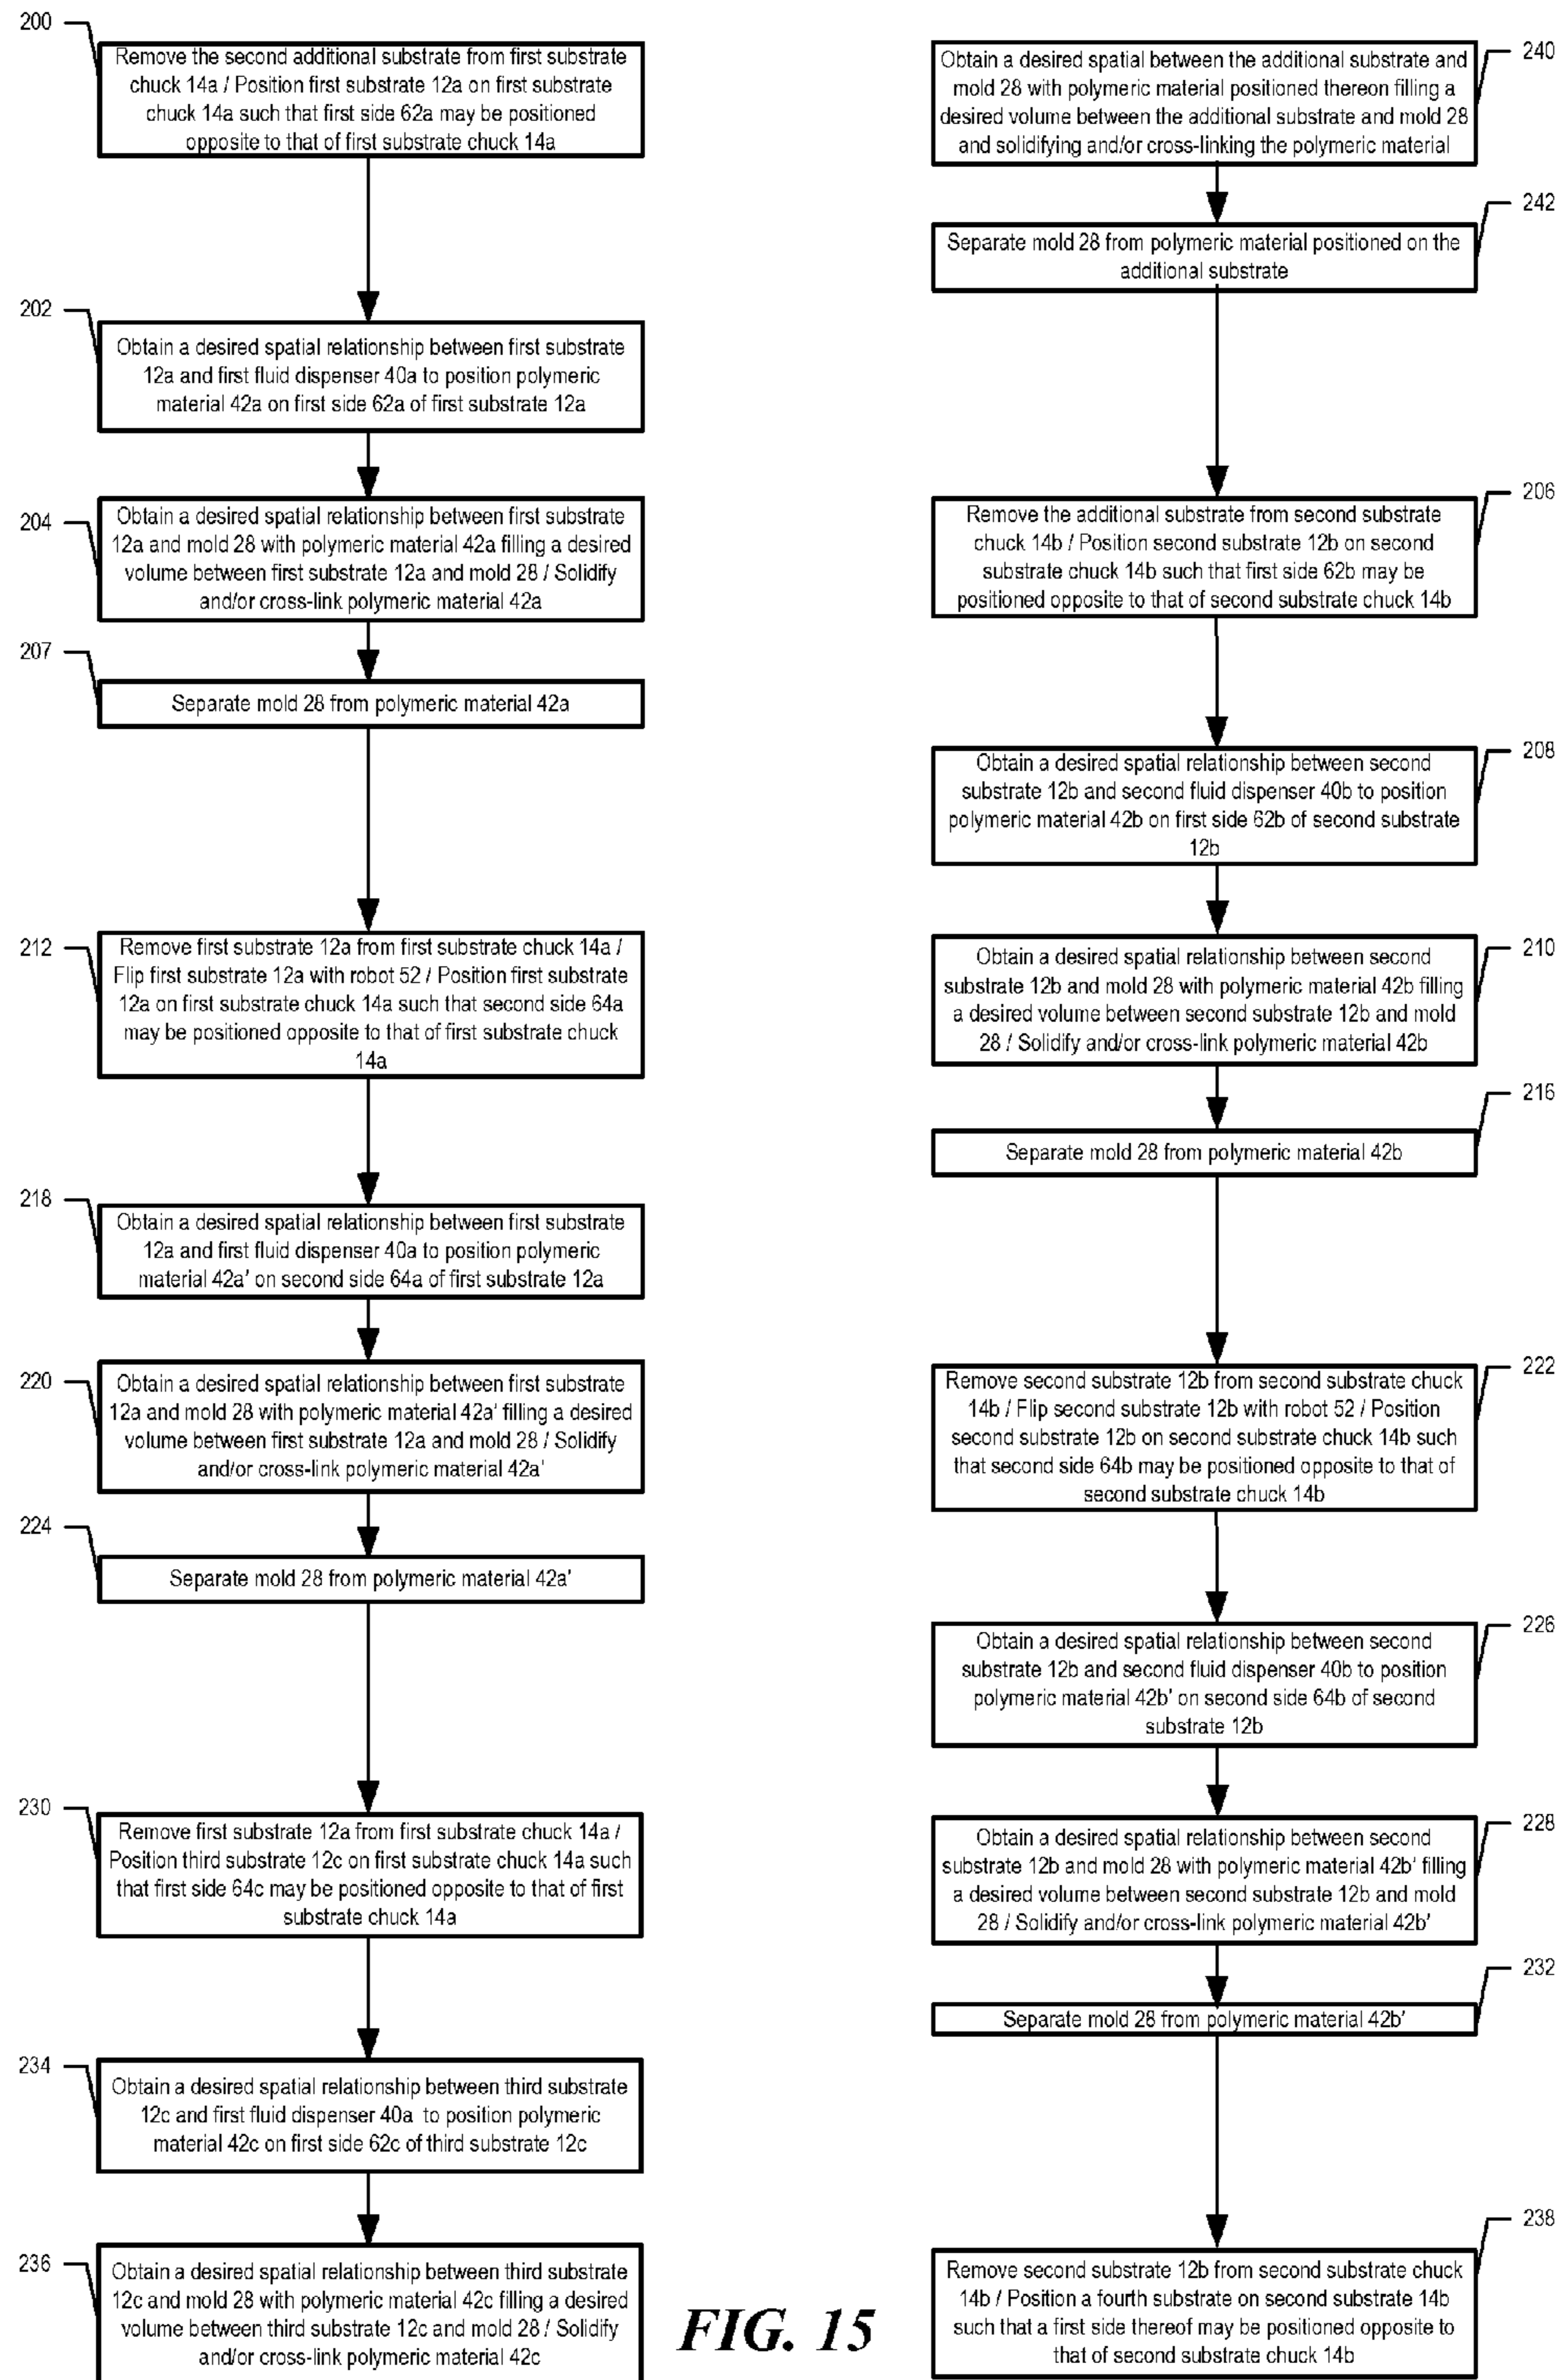 200
Remove the second additional substrate from first substrate
chuck 14a / Position first substrate 12a on first substrate
chuck 14a such that first side 62a may be positioned
opposite to that of first substrate chuck 14a
202
Obtain a desired spatial relationship between first substrate
12a and first fluid dispenser 40a to position polymeric
material 42a on first side 62a of first substrate 12a
204
Obtain a desired spatial relationship between first substrate
12a and mold 28 with polymeric material 42a filling a desired
volume between first substrate 12a and mold 28 / Solidify
and/or cross-link polymeric material 42a
207
Separate mold 28 from polymeric material 42a
212
Remove first substrate 12a from first substrate chuck 14a /
Flip first substrate 12a with robot 52 / Position first substrate
12a on first substrate chuck 14a such that second side 64a
may be positioned opposite to that of first substrate chuck
14a
218
Obtain a desired spatial relationship between first substrate
12a and first fluid dispenser 40a to position polymeric
material 42a' on second side 64a of first substrate 12a
220
Obtain a desired spatial relationship between first substrate
12a and mold 28 with polymeric material 42a' filling a desired
volume between first substrate 12a and mold 28 / Solidify
and/or cross-link polymeric material 42a'
224
Separate mold 28 from polymeric material 42a'
230
Remove first substrate 12a from first substrate chuck 14a /
Position third substrate 12c on first substrate chuck 14a such
that first side 64c may be positioned opposite to that of first
substrate chuck 14a
234
Obtain a desired spatial relationship between third substrate
12c and first fluid dispenser 40a to position polymeric
material 42c on first side 62c of third substrate 12c
236
Obtain a desired spatial relationship between third substrate
12c and mold 28 with polymeric material 42c filling a desired
volume between third substrate 12c and mold 28 / Solidify
and/or cross-link polymeric material 42c
240
Obtain a desired spatial between the additional substrate and
mold 28 with polymeric material positioned thereon filling a
desired volume between the additional substrate and mold 28
and solidifying and/or cross-linking the polymeric material
242
Separate mold 28 from polymeric material positioned on the
additional substrate
206
Remove the additional substrate from second substrate
chuck 14b / Position second substrate 12b on second
substrate chuck 14b such that first side 62b may be
positioned opposite to that of second substrate chuck 14b
208
Obtain a desired spatial relationship between second
substrate 12b and second fluid dispenser 40b to position
polymeric material 42b on first side 62b of second substrate
12b
210
Obtain a desired spatial relationship between second
substrate 12b and mold 28 with polymeric material 42b filling
a desired volume between second substrate 12b and mold
28 / Solidify and/or cross-link polymeric material 42b
216
Separate mold 28 from polymeric material 42b
222
Remove second substrate 12b from second substrate chuck
14b / Flip second substrate 12b with robot 52 / Position
second substrate 12b on second substrate chuck 14b such
that second side 64b may be positioned opposite to that of
second substrate chuck 14b
226
Obtain a desired spatial relationship between second
substrate 12b and second fluid dispenser 40b to position
polymeric material 42b' on second side 64b of second
substrate 12b
228
Obtain a desired spatial relationship between second
substrate 12b and mold 28 with polymeric material 42b' filling
a desired volume between second substrate 12b and mold
28 / Solidify and/or cross-link polymeric material 42b'
232
Separate mold 28 from polymeric material 42b'
238
Remove second substrate 12b from second substrate chuck
14b / Position a fourth substrate on second substrate 14b
such that a first side thereof may be positioned opposite to
that of second substrate chuck 14b
FIG. 15